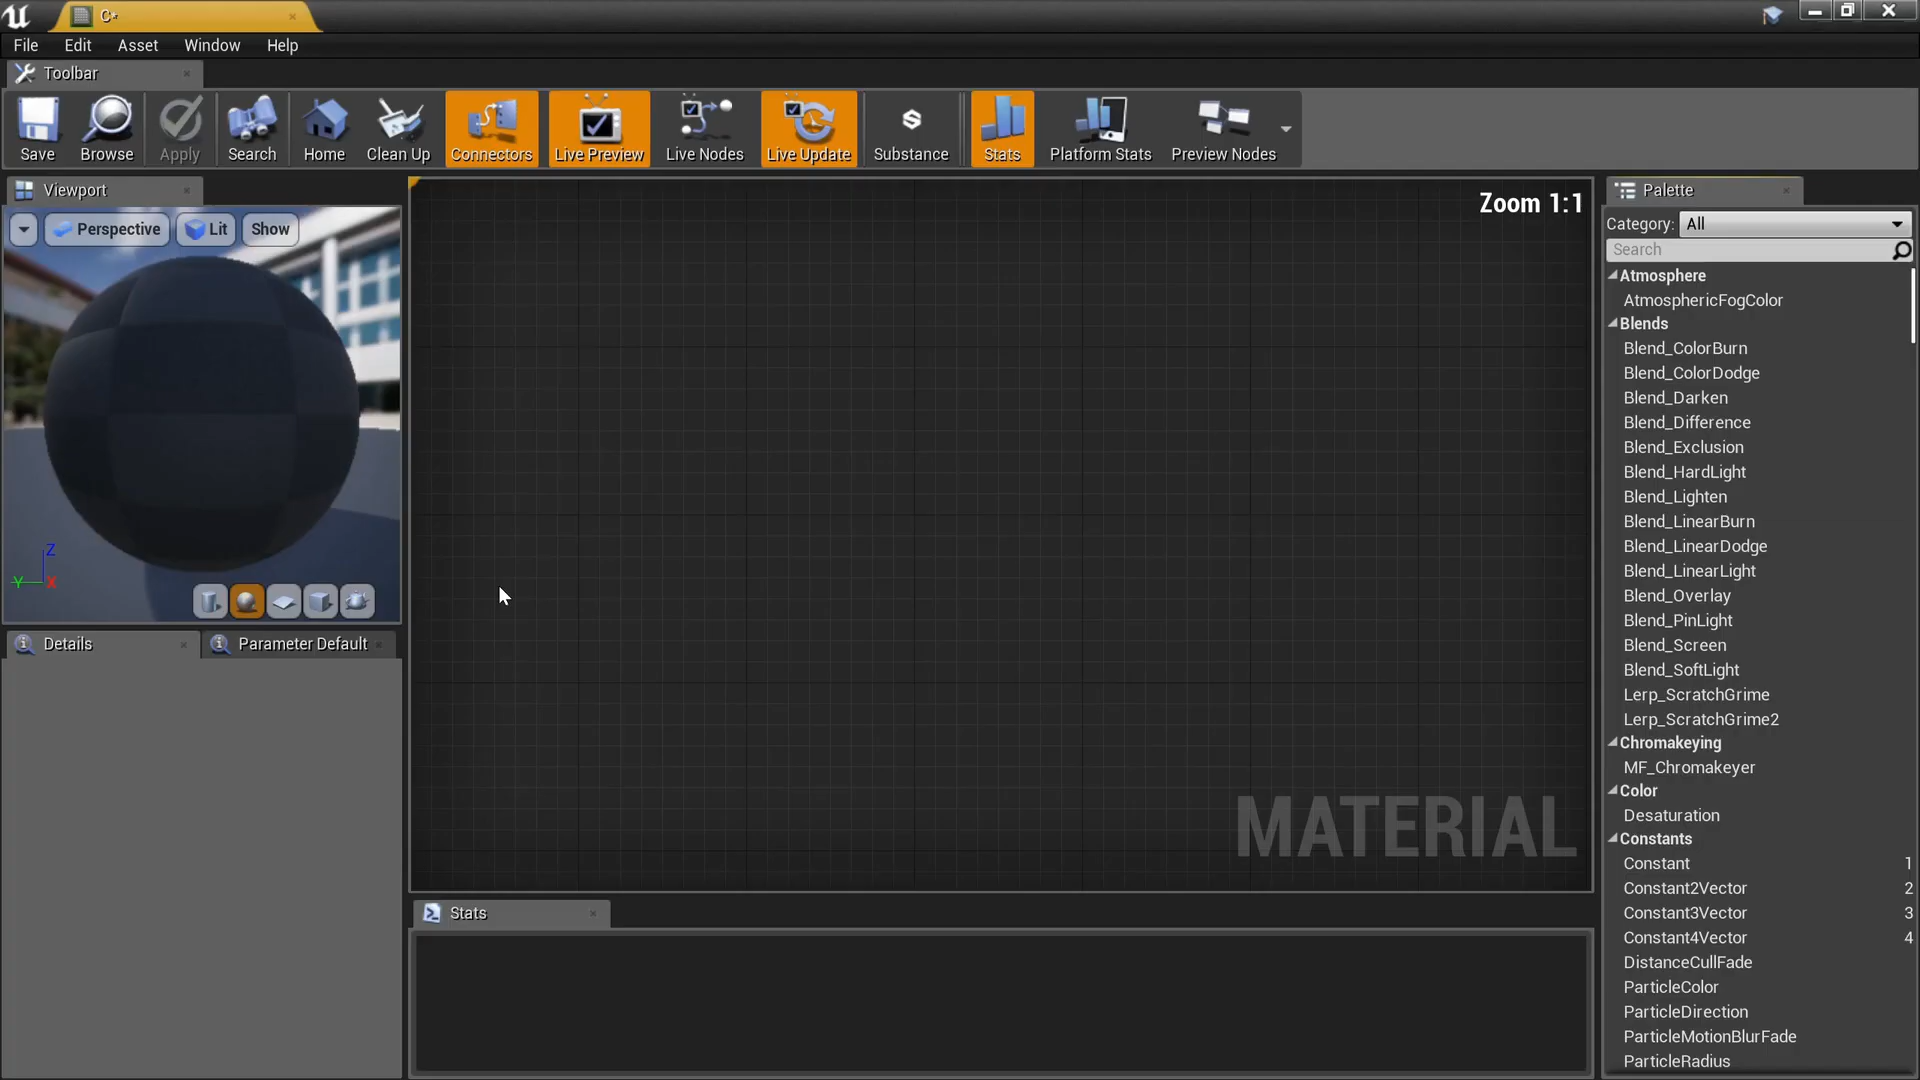 C*
File Edit Asset Window Help
Toolbar
Save Browse Apply Search Home Clean Up Connectors Live Preview Live Nodes Live Update Substance Stats Platform Stats Preview Nodes
Viewport
Perspective Lit Show
Z
Y X
Details Parameter Default
Zoom 1:1
MATERIAL
Stats
Palette
Category: All
Search
Atmosphere
AtmosphericFogColor
Blends
Blend_ColorBurn
Blend_ColorDodge
Blend_Darken
Blend_Difference
Blend_Exclusion
Blend_HardLight
Blend_Lighten
Blend_LinearBurn
Blend_LinearDodge
Blend_LinearLight
Blend_Overlay
Blend_PinLight
Blend_Screen
Blend_SoftLight
Lerp_ScratchGrime
Lerp_ScratchGrime2
Chromakeying
MF_Chromakeyer
Color
Desaturation
Constants
Constant 1
Constant2Vector 2
Constant3Vector 3
Constant4Vector 4
DistanceCullFade
ParticleColor
ParticleDirection
ParticleMotionBlurFade
ParticleRadius